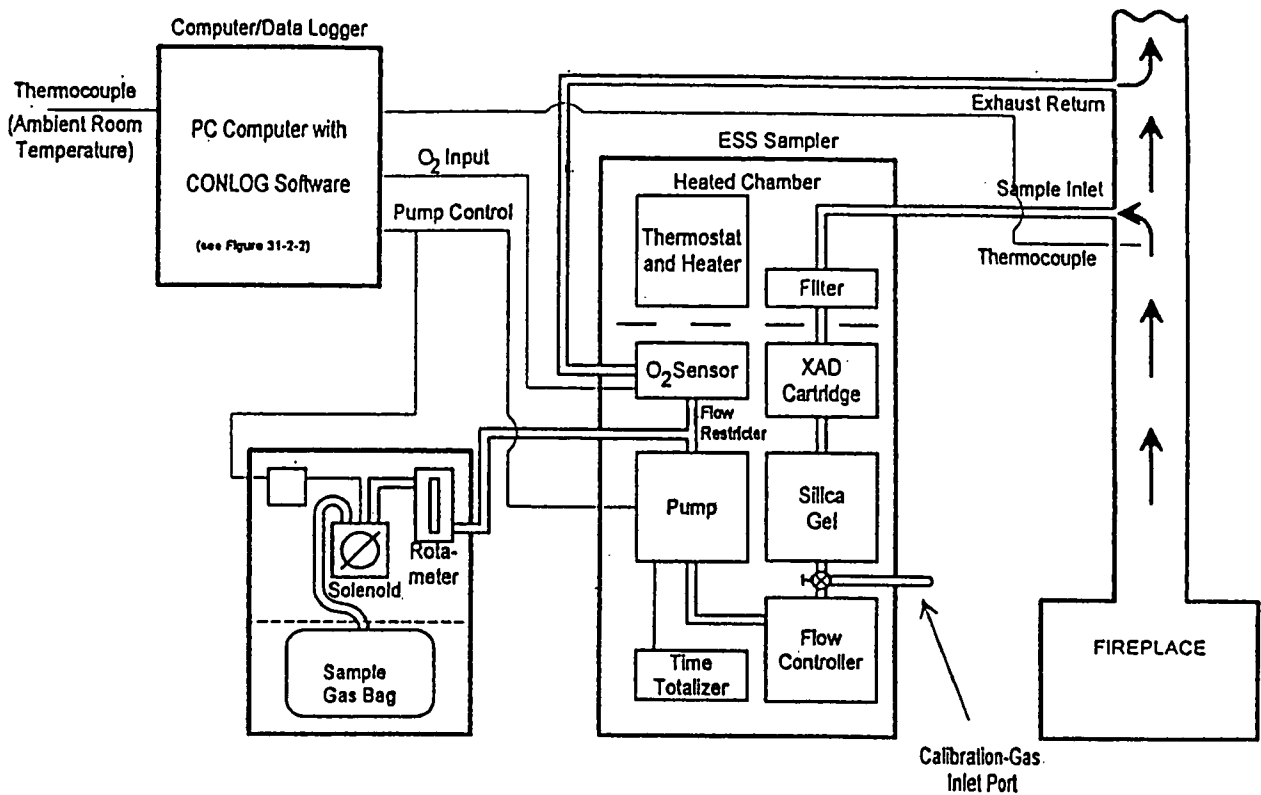 Computer/Data Logger
Thermocouple
(Ambient Room
Temperature)
PC Computer with
CONLOG Software
(see Figure 31-2-2)
O2 Input
Pump Control
Exhaust Return
ESS Sampler
Heated Chamber
Sample Inlet
Thermocouple
Thermostat
and Heater
Filter
O2 Sensor
XAD
Cartridge
Flow
Restricter
Pump
Silica
Gel
Rota-
meter
Solenoid
Sample
Gas Bag
Time
Totalizer
Flow
Controller
FIREPLACE
Calibration-Gas
Inlet Port